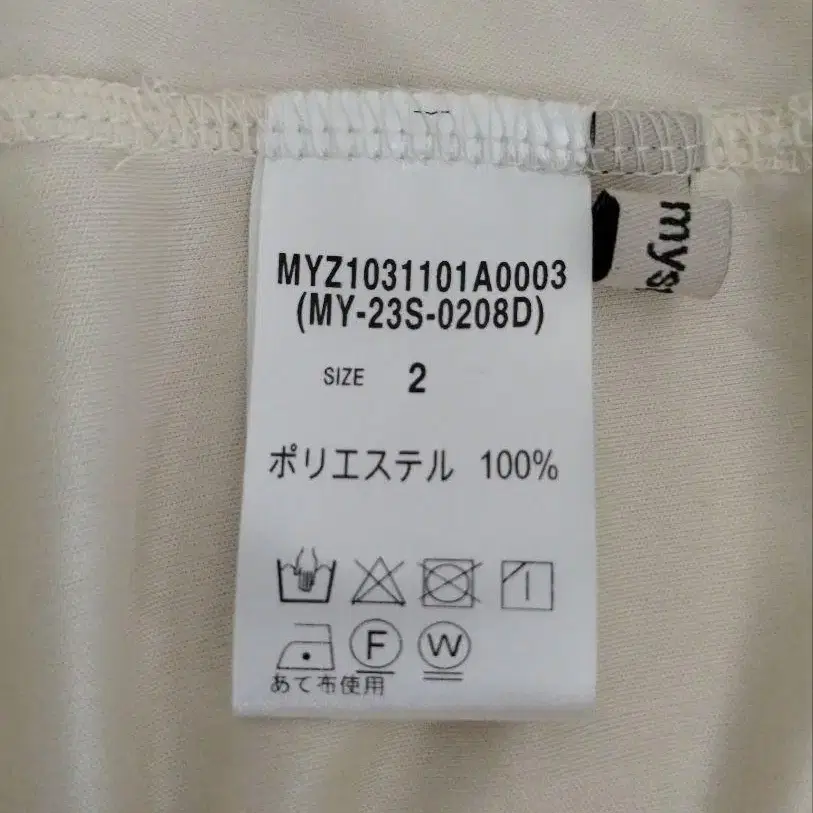 MYZ1031101A0003
(MY-23S-0208D)
SIZE 2
ポリエステル 100%
F W
あて布使用